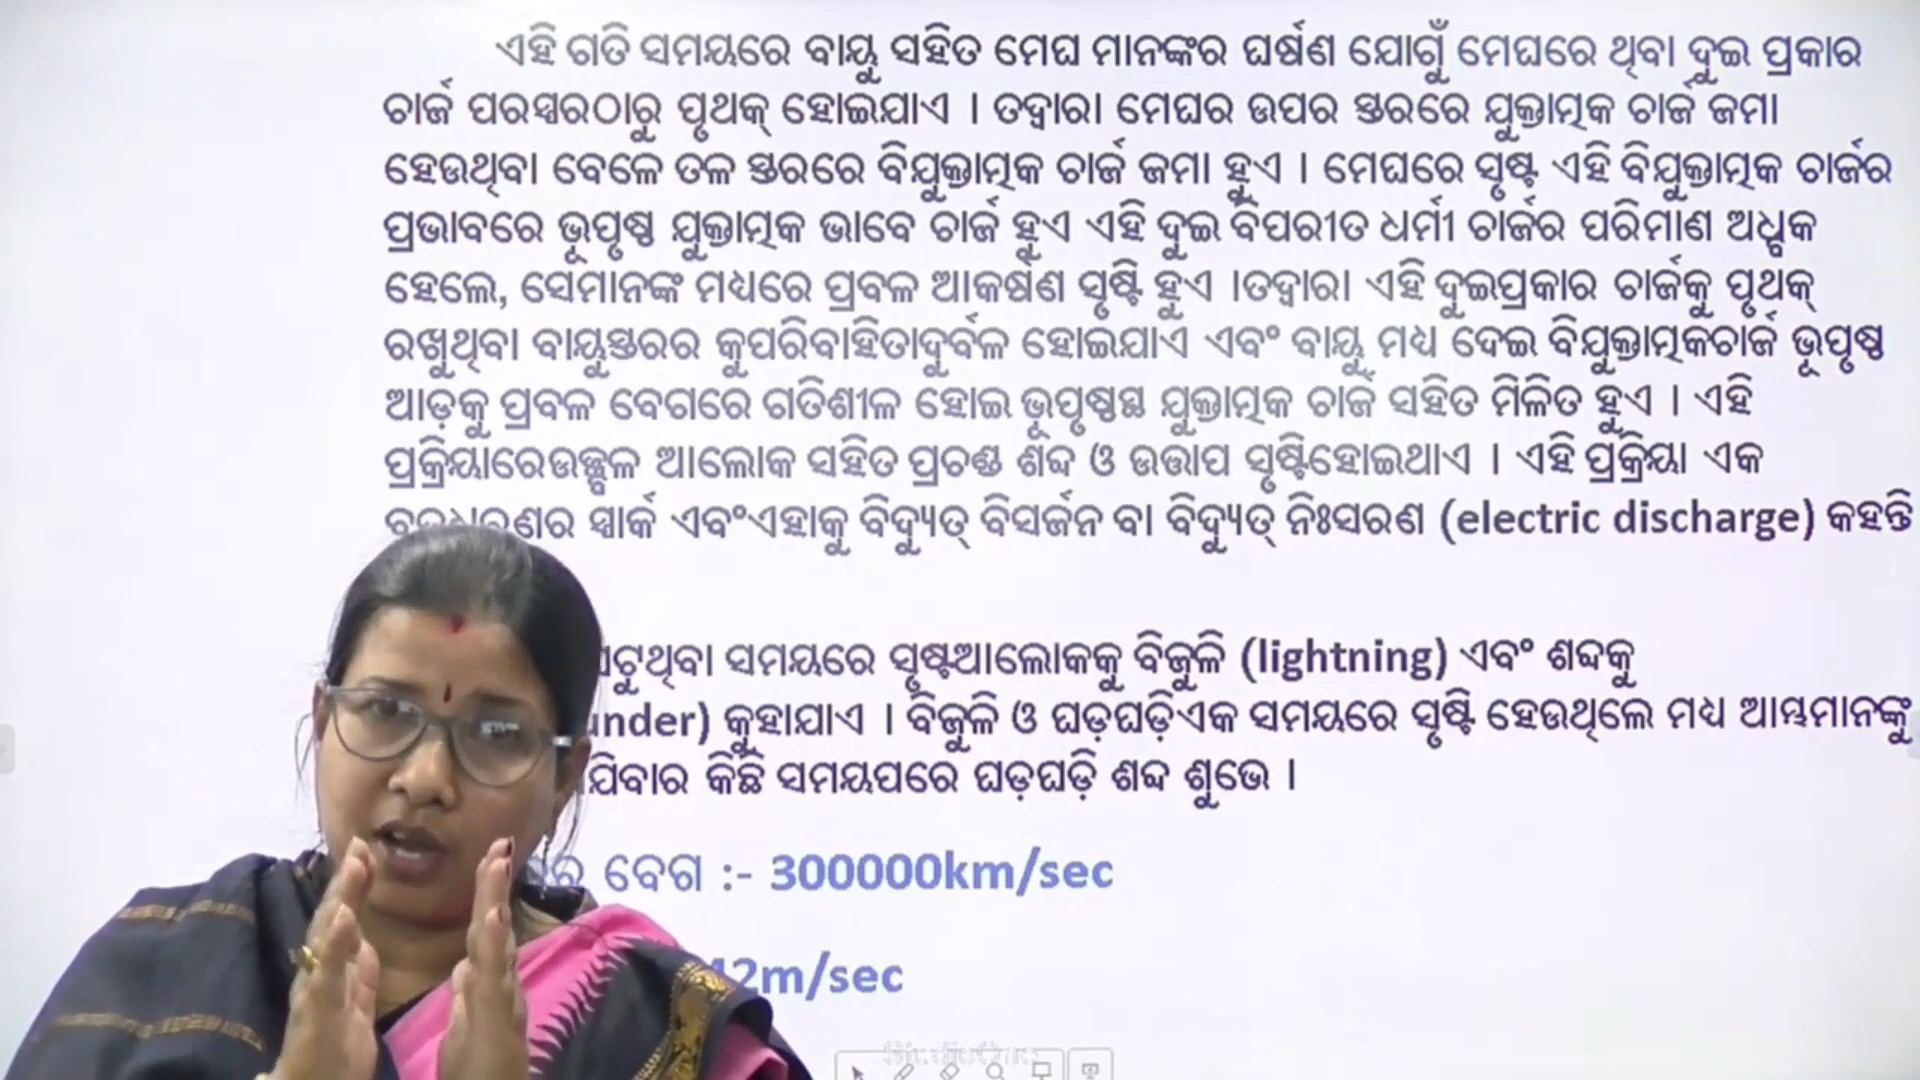 ଏହି ଗତି ସମୟରେ ବାୟୁ ସହିତ ମେଘ ମାନଙ୍କର ଘର୍ଷଣ ଯୋଗୁଁ ମେଘରେ ଥିବା ଦୁଇ ପ୍ରକାର
ଚାର୍ଜ ପରସ୍ପରଠାରୁ ପୃଥକ୍ ହୋଇଯାଏ । ତଦ୍ୱାରା ମେଘର ଉପର ସ୍ତରରେ ଯୁକ୍ତାତ୍ମକ ଚାର୍ଜ ଜମା
ହେଉଥିବା ବେଳେ ତଳ ସ୍ତରରେ ବିଯୁକ୍ତାତ୍ମକ ଚାର୍ଜ ଜମା ହୁଏ । ମେଘରେ ସୃଷ୍ଟ ଏହି ବିଯୁକ୍ତାତ୍ମକ ଚାର୍ଜର
ପ୍ରଭାବରେ ଭୂପୃଷ୍ଠ ଯୁକ୍ତାତ୍ମକ ଭାବେ ଚାର୍ଜ ହୁଏ ଏହି ଦୁଇ ବିପରୀତ ଧର୍ମୀ ଚାର୍ଜର ପରିମାଣ
ହେଲେ, ସେମାନଙ୍କ ମଧ୍ୟରେ ପ୍ରବଳ ଆକର୍ଷଣ ସୃଷ୍ଟି ହୁଏ ।ତଦ୍ୱାରା ଏହି ଦୁଇପ୍ରକାର ଚାର୍ଜକୁ ପୃଥକ୍
ରଖୁଥିବା ବାୟୁସ୍ତରର କୁପରିବାହିତାଦୁର୍ବଳ ହୋଇଯାଏ ଏବଂ ବାୟୁ ମଧ୍ୟ ଦେଇ ବିଯୁକ୍ତାତ୍ମକଚାର୍ଜ ଭୂପୃଷ୍ଠ
ଆଡ଼କୁ ପ୍ରବଳ ବେଗରେ ଗତିଶୀଳ ହୋଇ ଭୂପୃଷ୍ଠସ୍ଥ ଯୁକ୍ତାତ୍ମକ ଚାର୍ଜ ସହିତ ମିଳିତ ହୁଏ । ଏହି
ପ୍ରକ୍ରିୟାରେଉଜ୍ଜ୍ୱଳ ଆଲୋକ ସହିତ ପ୍ରଚଣ୍ଡ ଶବ୍ଦ ଓ ଉତ୍ତାପ ସୃଷ୍ଟିହୋଇଥାଏ । ଏହି ପ୍ରକ୍ରିୟା ଏକ
ସ୍ପାର୍କ ଏବଂଏହାକୁ ବିଦ୍ୟୁତ୍ ବିସର୍ଜନ ବା ବିଦ୍ୟୁତ୍ ନିଃସରଣ (electric discharge) କହନ୍ତି
ସମୟରେ ସୃଷ୍ଟଆଲୋକକୁ ବିଜୁଳି (lightning) ଏବଂ ଶବ୍ଦକୁ
କୁହାଯାଏ । ବିଜୁଳି ଓ ଘଡ଼ଘଡ଼ିଏକ ସମୟରେ ସୃଷ୍ଟି ହେଉଥିଲେ ମଧ୍ୟ ଆମ୍ଭମାନଙ୍କୁ
କିଛି ସମୟପରେ ଘଡ଼ଘଡ଼ି ଶବ୍ଦ ଶୁଭେ ।
ବେଗ :- 300000km/sec
42m/sec